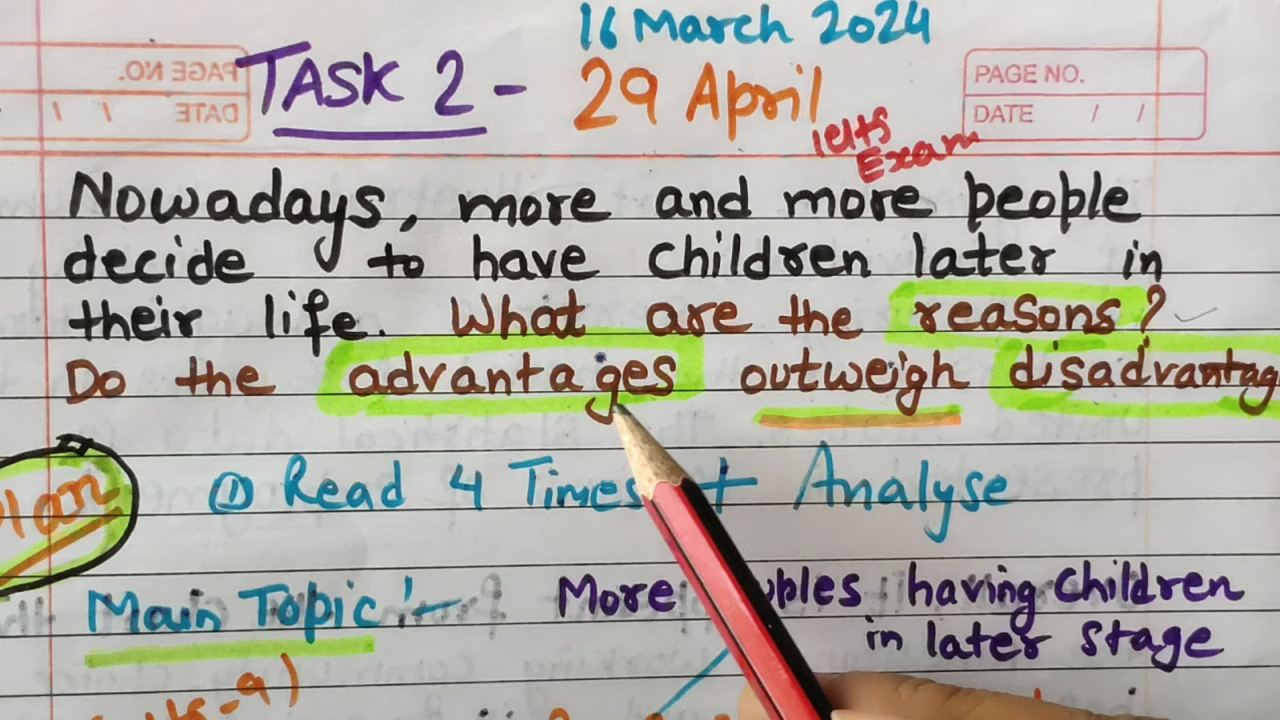 16 March 2024
TASK 2 - 29 April
PAGE NO.
DATE / /
PAGE NO.
DATE / /
Ielts
Exam
Nowadays, more and more people
decide to have children later in
their life. What are the reasons?
Do the advantages outweigh disadvantag
Plan
① Read 4 Times + Analyse
Main Topic :- More having children
in later stage